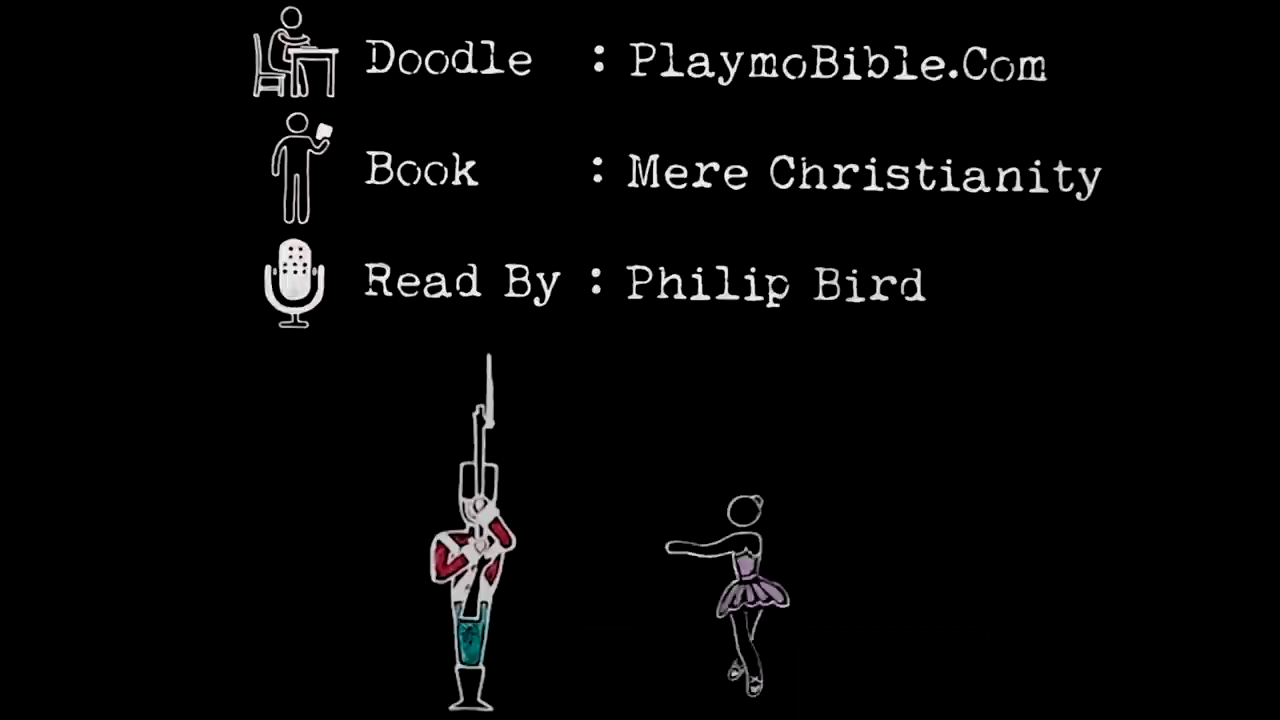 Doodle : PlaymoBible.Com
Book : Mere Christianity
Read By : Philip Bird